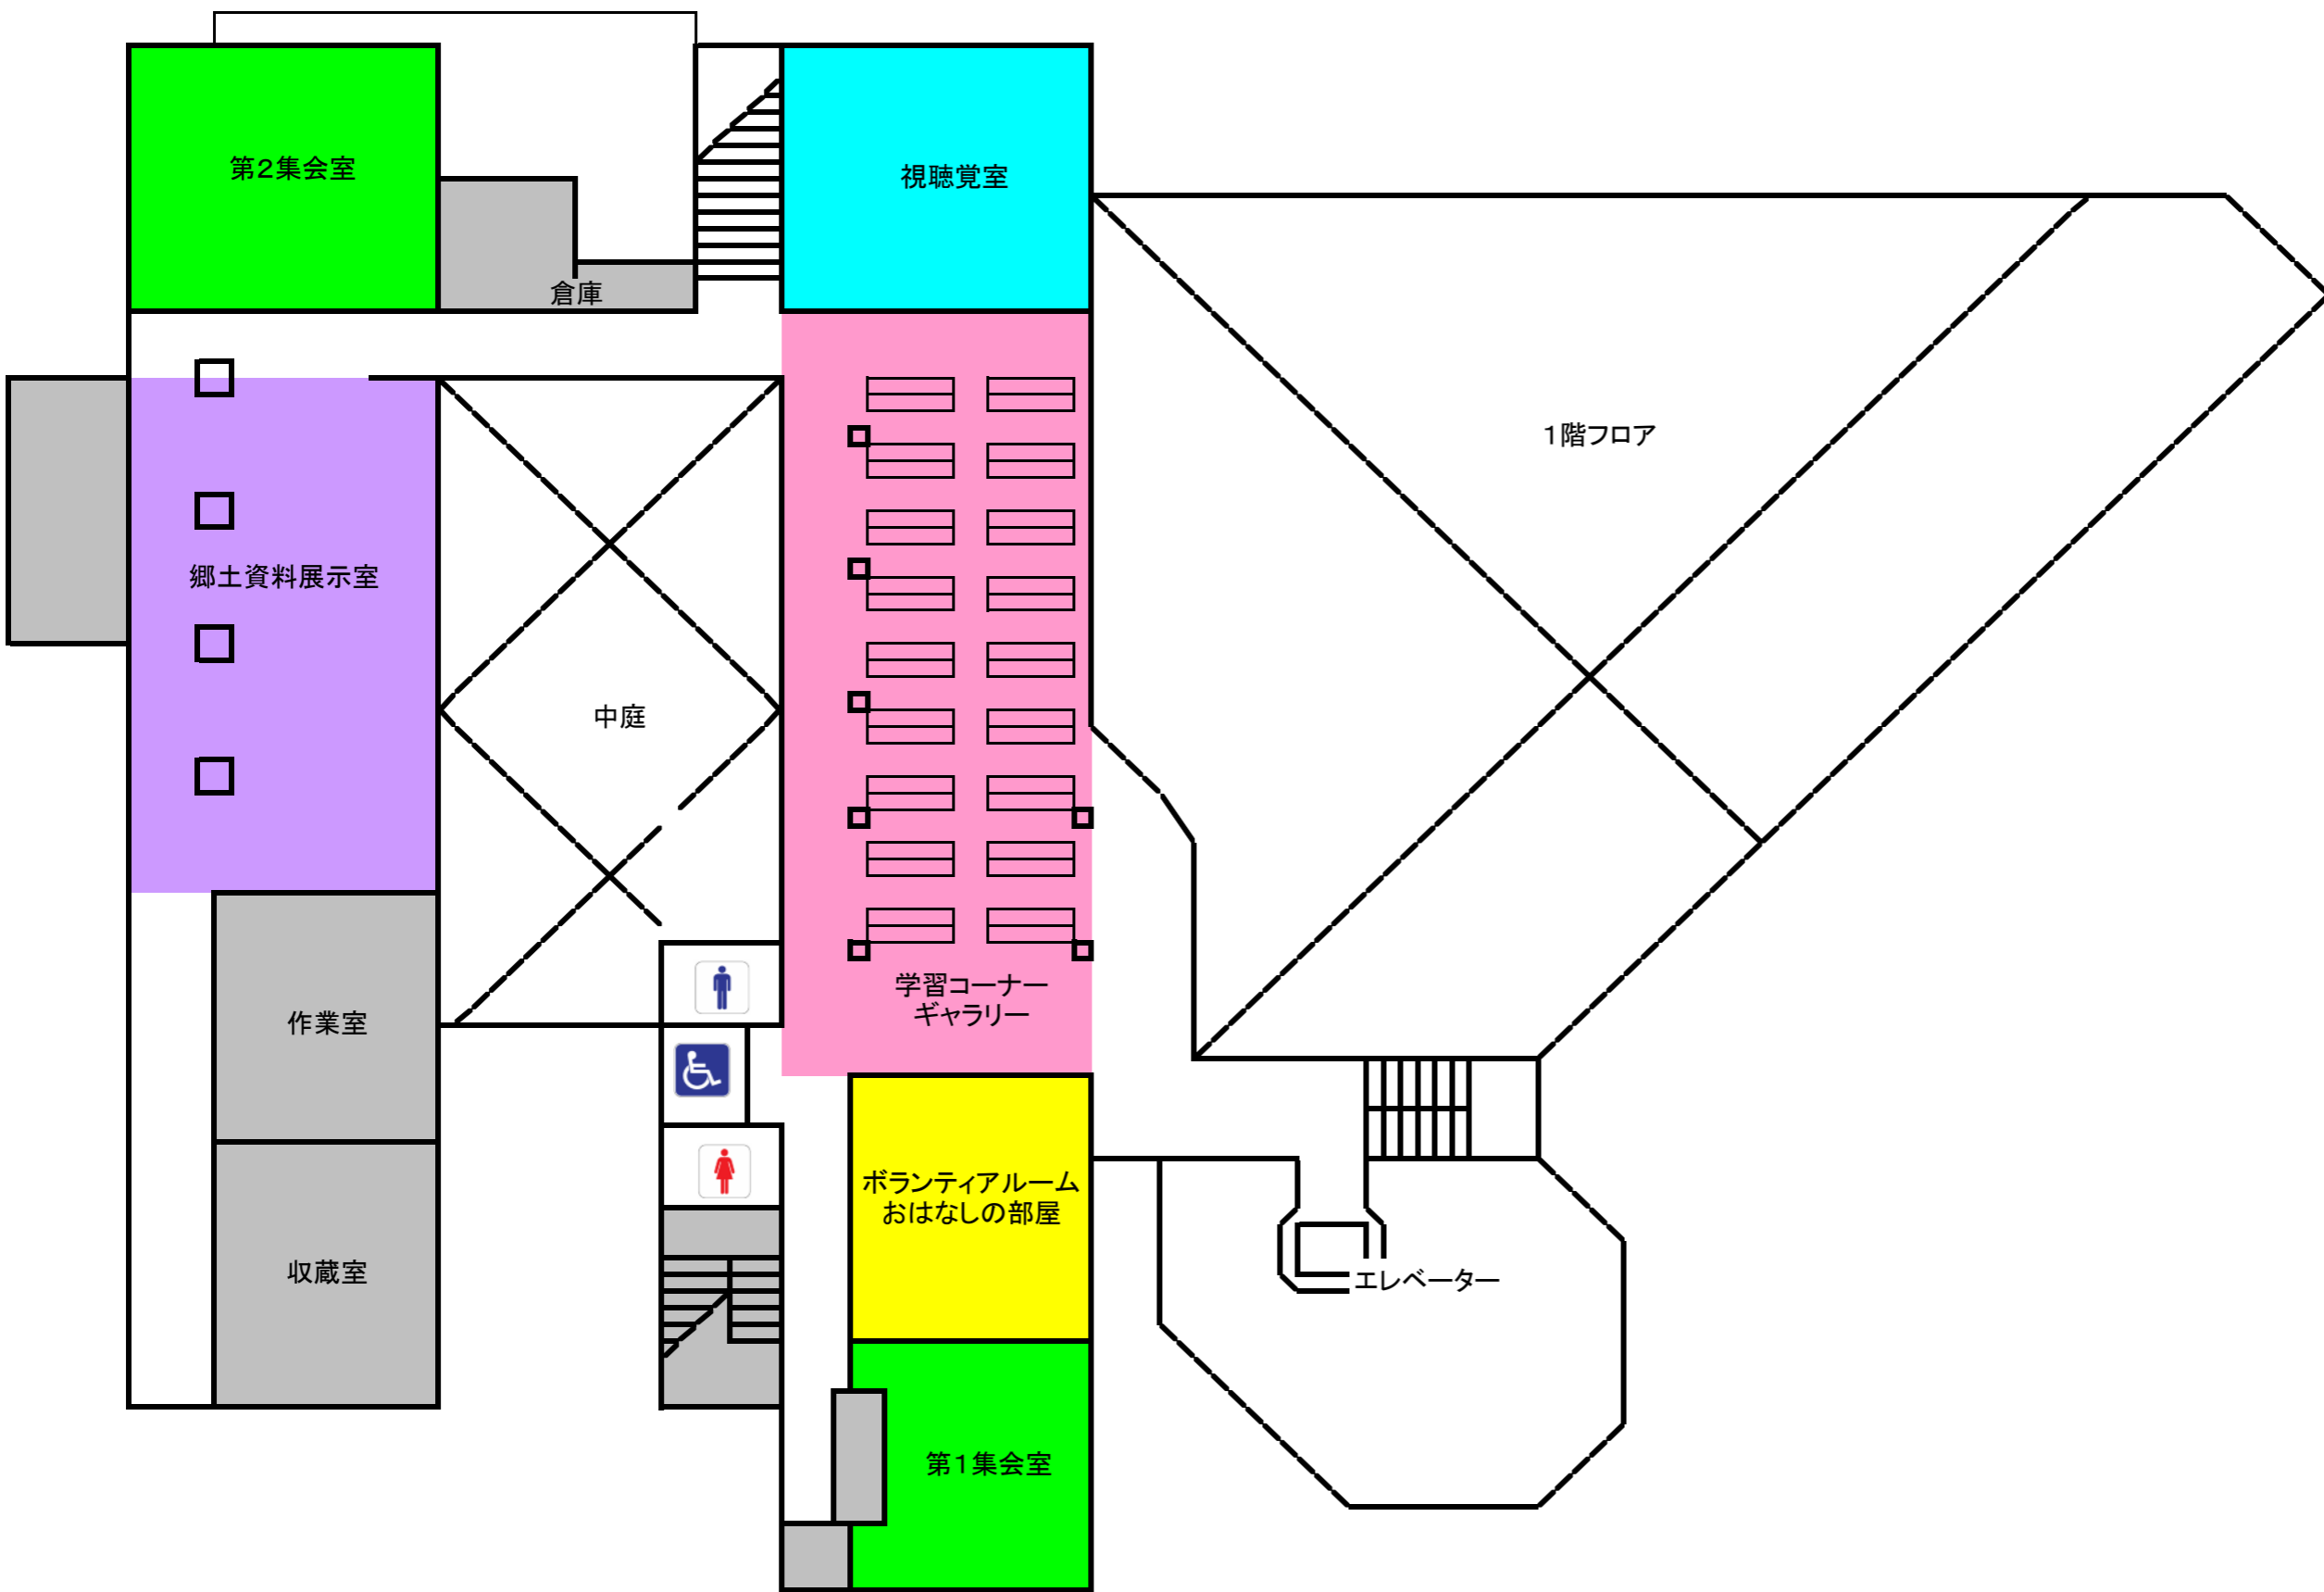 第２集会室
視聴覚室
倉庫
１階フロア
郷土資料展示室
中庭
学習コーナー
ギャラリー
作業室
ボランティアルーム
おはなしの部屋
収蔵室
エレベーター
第１集会室